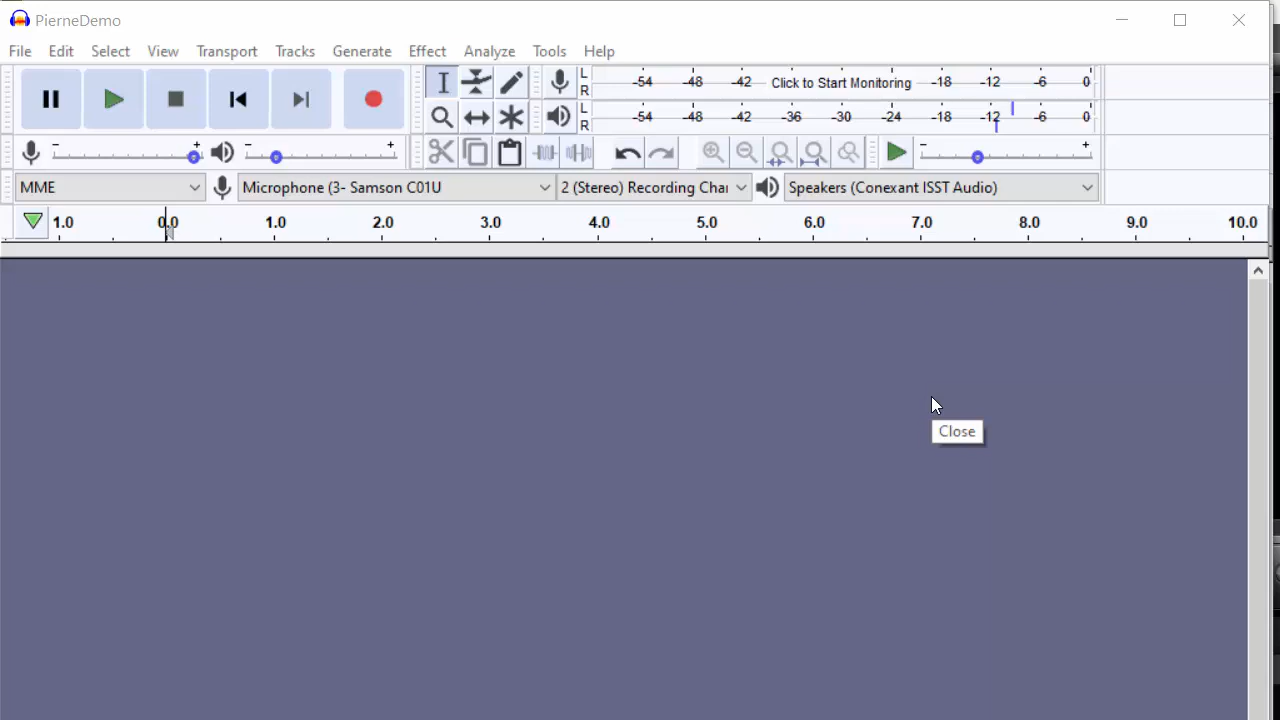 PierneDemo
File Edit Select View Transport Tracks Generate Effect Analyze Tools Help
L R -54 -48 -42 Click to Start Monitoring -18 -12 -6 0
L R -54 -48 -42 -36 -30 -24 -18 -12 -6 0
- + - + - +
MME Microphone (3- Samson C01U 2 (Stereo) Recording Char Speakers (Conexant ISST Audio)
1.0 0.0 1.0 2.0 3.0 4.0 5.0 6.0 7.0 8.0 9.0 10.0
Close